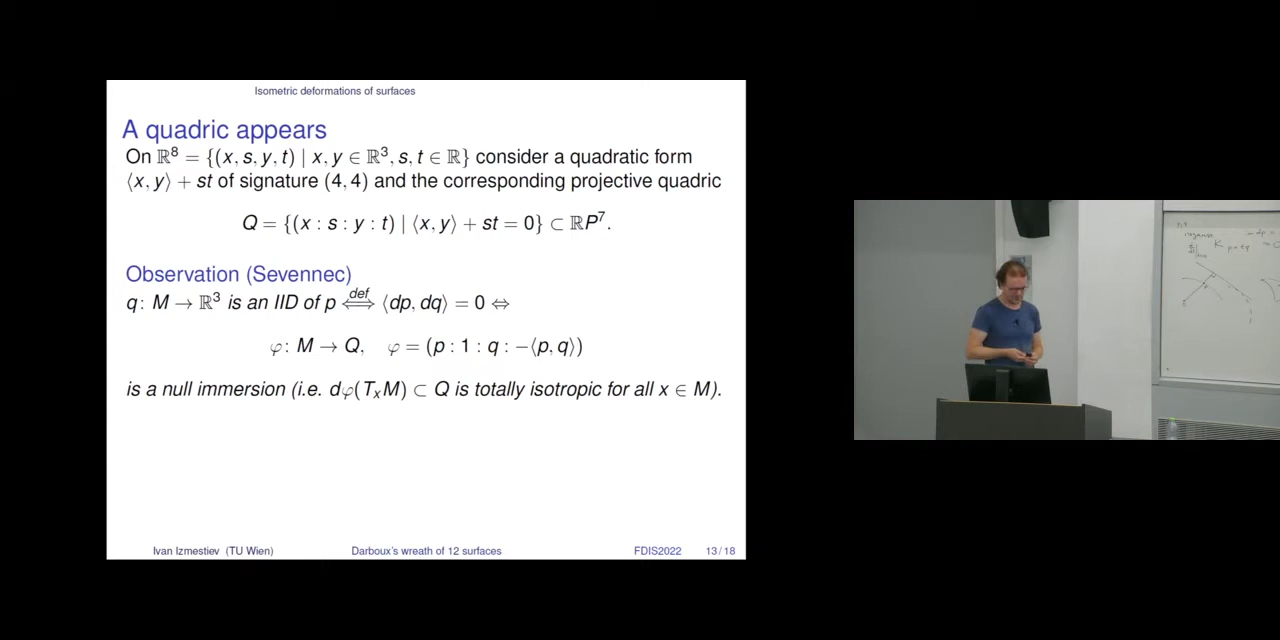 Isometric deformations of surfaces
A quadric appears
On ℝ⁸ = {(x, s, y, t) | x, y ∈ ℝ³, s, t ∈ ℝ} consider a quadratic form
⟨x, y⟩ + st of signature (4, 4) and the corresponding projective quadric
Q = {(x : s : y : t) | ⟨x, y⟩ + st = 0} ⊂ ℝP⁷.
Observation (Sevennec)
q: M → ℝ³ is an IID of p ⟺ def ⟨dp, dq⟩ = 0 ⇔
φ: M → Q, φ = (p : 1 : q : −⟨p, q⟩)
is a null immersion (i.e. dφ(TₓM) ⊂ Q is totally isotropic for all x ∈ M).
Ivan Izmestiev (TU Wien) Darboux's wreath of 12 surfaces FDIS2022 13 / 18